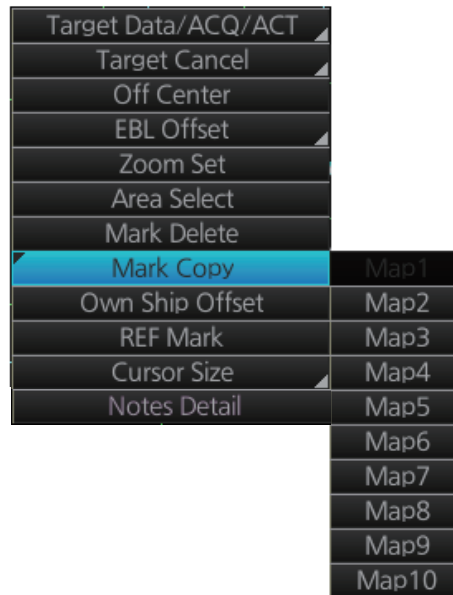 Target Data/ACQ/ACT
Target Cancel
Off Center
EBL Offset
Zoom Set
Area Select
Mark Delete
Mark Copy
Own Ship Offset
REF Mark
Cursor Size
Notes Detail
Map1
Map2
Map3
Map4
Map5
Map6
Map7
Map8
Map9
Map10